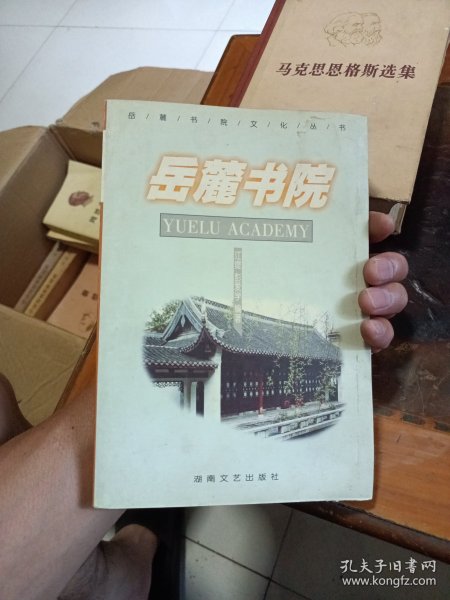 马克思恩格斯选集
岳/麓/书/院/文/化/丛/书
岳麓书院
YUELU ACADEMY
湖南文艺出版社
孔夫子旧书网
www.kongfz.com